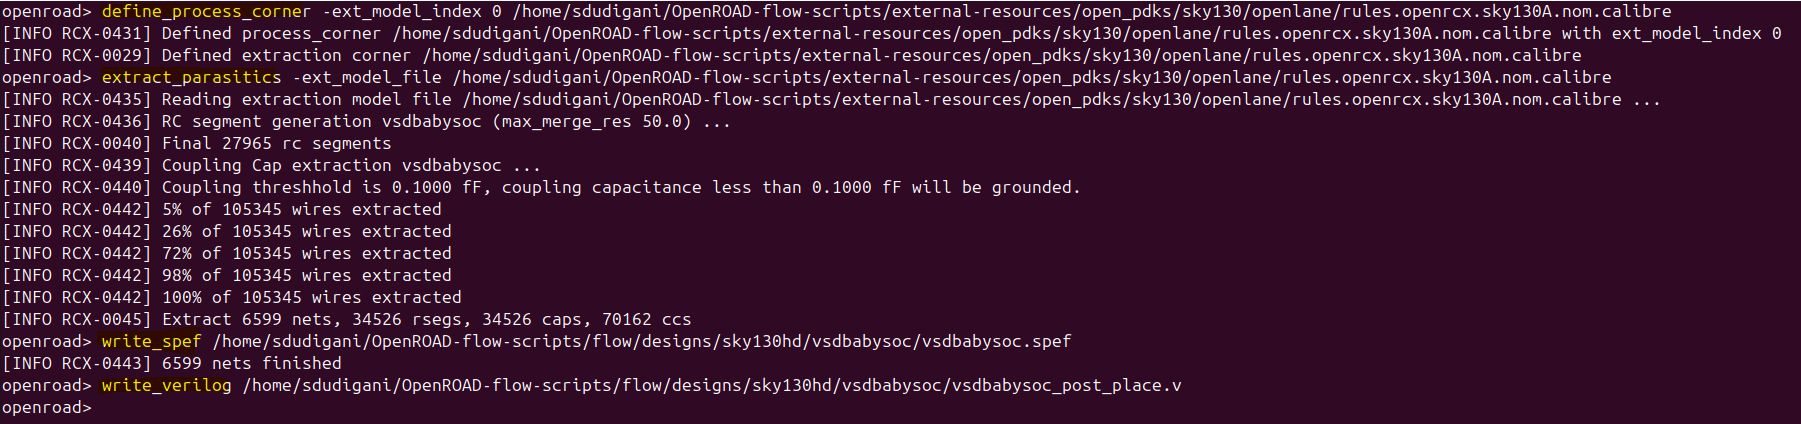 openroad> define_process_corner -ext_model_index 0 /home/sdudigani/OpenROAD-flow-scripts/external-resources/open_pdks/sky130/openlane/rules.openrcx.sky130A.nom.calibre
[INFO RCX-0431] Defined process_corner /home/sdudigani/OpenROAD-flow-scripts/external-resources/open_pdks/sky130/openlane/rules.openrcx.sky130A.nom.calibre with ext_model_index 0
[INFO RCX-0029] Defined extraction corner /home/sdudigani/OpenROAD-flow-scripts/external-resources/open_pdks/sky130/openlane/rules.openrcx.sky130A.nom.calibre
openroad> extract_parasitics -ext_model_file /home/sdudigani/OpenROAD-flow-scripts/external-resources/open_pdks/sky130/openlane/rules.openrcx.sky130A.nom.calibre
[INFO RCX-0435] Reading extraction model file /home/sdudigani/OpenROAD-flow-scripts/external-resources/open_pdks/sky130/openlane/rules.openrcx.sky130A.nom.calibre ...
[INFO RCX-0436] RC segment generation vsdbabysoc (max_merge_res 50.0) ...
[INFO RCX-0040] Final 27965 rc segments
[INFO RCX-0439] Coupling Cap extraction vsdbabysoc ...
[INFO RCX-0440] Coupling threshhold is 0.1000 fF, coupling capacitance less than 0.1000 fF will be grounded.
[INFO RCX-0442] 5% of 105345 wires extracted
[INFO RCX-0442] 26% of 105345 wires extracted
[INFO RCX-0442] 72% of 105345 wires extracted
[INFO RCX-0442] 98% of 105345 wires extracted
[INFO RCX-0442] 100% of 105345 wires extracted
[INFO RCX-0045] Extract 6599 nets, 34526 rsegs, 34526 caps, 70162 ccs
openroad> write_spef /home/sdudigani/OpenROAD-flow-scripts/flow/designs/sky130hd/vsdbabysoc/vsdbabysoc.spef
[INFO RCX-0443] 6599 nets finished
openroad> write_verilog /home/sdudigani/OpenROAD-flow-scripts/flow/designs/sky130hd/vsdbabysoc/vsdbabysoc_post_place.v
openroad>